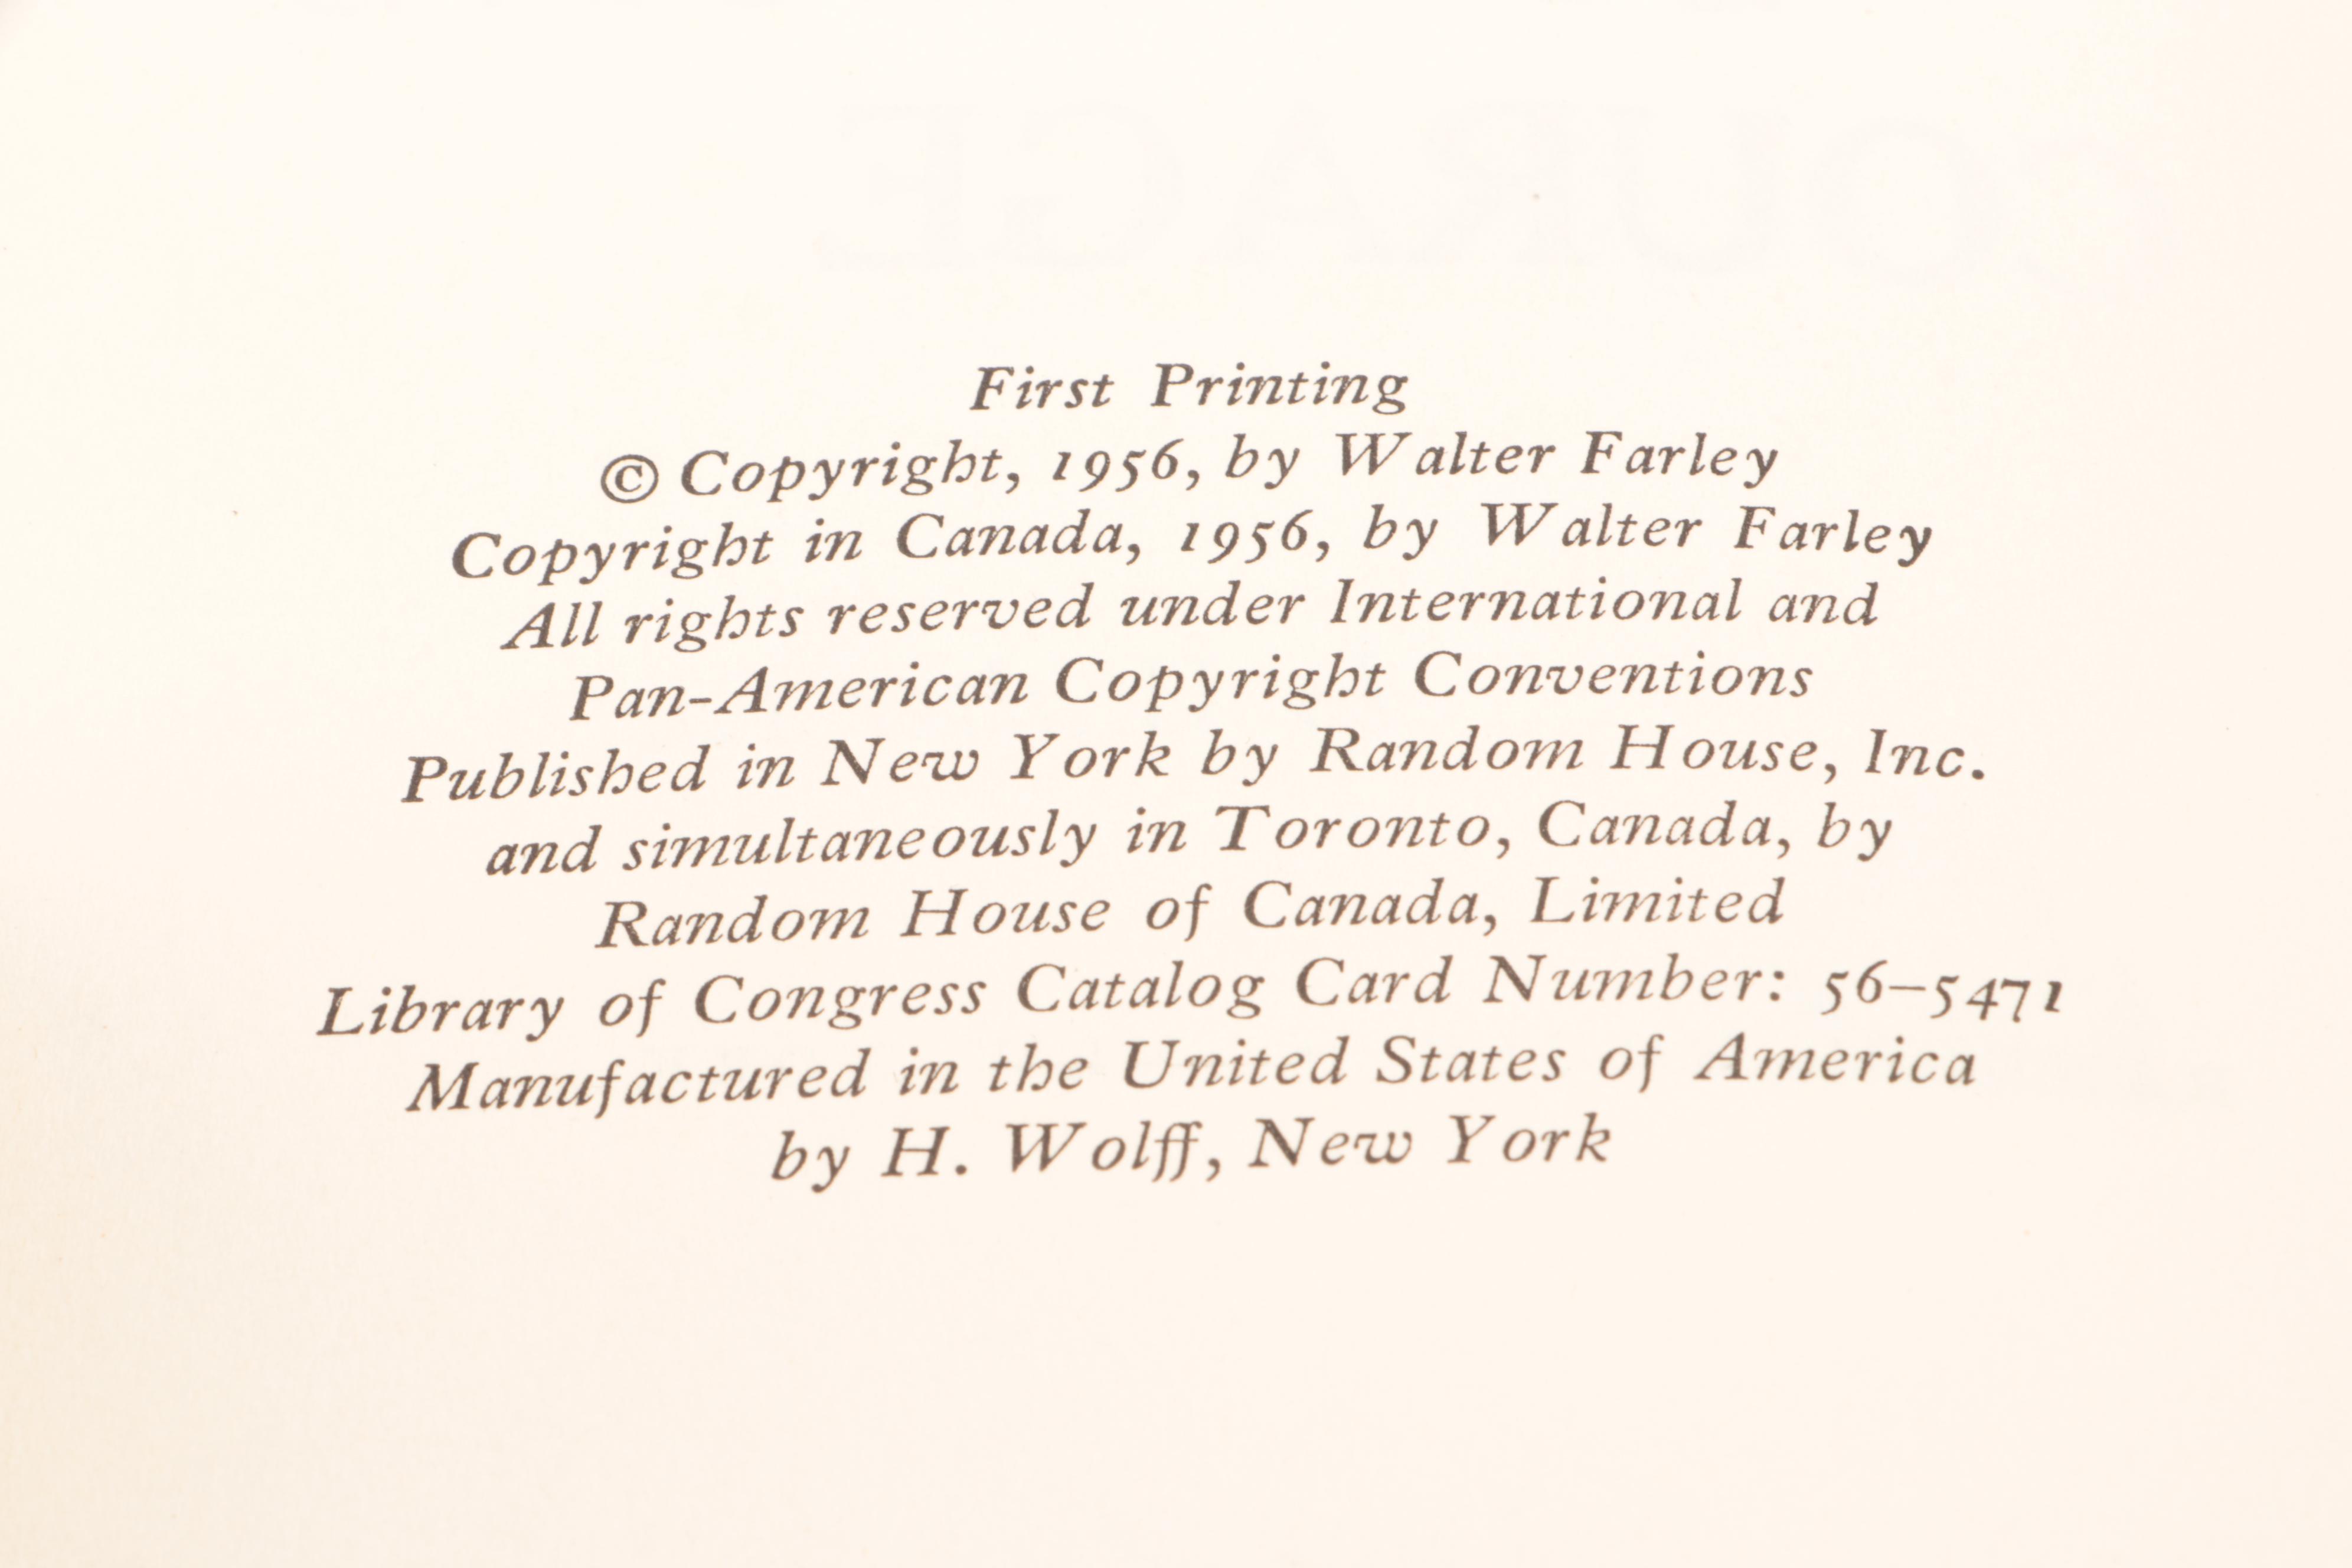 First Printing
© Copyright, 1956, by Walter Farley
Copyright in Canada, 1956, by Walter Farley
All rights reserved under International and
Pan-American Copyright Conventions
Published in New York by Random House, Inc.
and simultaneously in Toronto, Canada, by
Random House of Canada, Limited
Library of Congress Catalog Card Number: 56–5471
Manufactured in the United States of America
by H. Wolff, New York